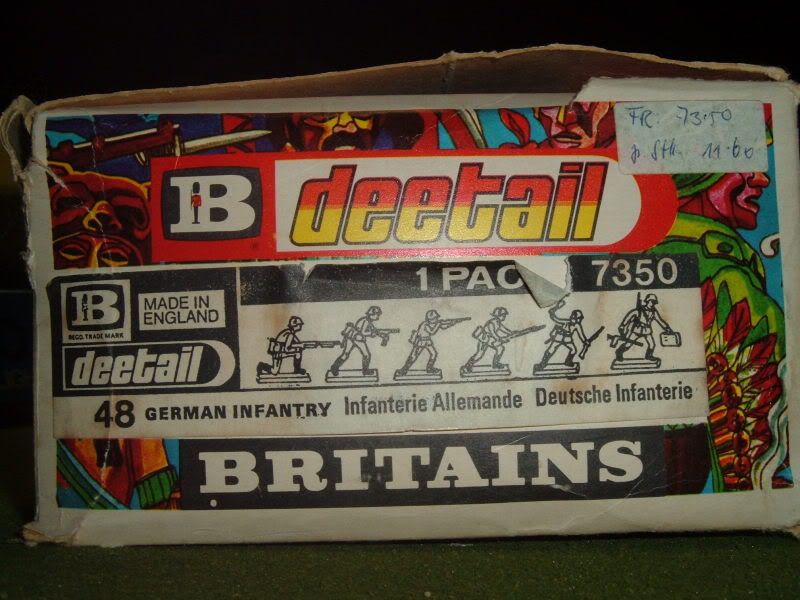 FR: 73.50
p. Stk. 11.60
B deetail
1 PAC 7350
B MADE IN ENGLAND
REGD. TRADE MARK
deetail
48 GERMAN INFANTRY Infanterie Allemande Deutsche Infanterie
BRITAINS